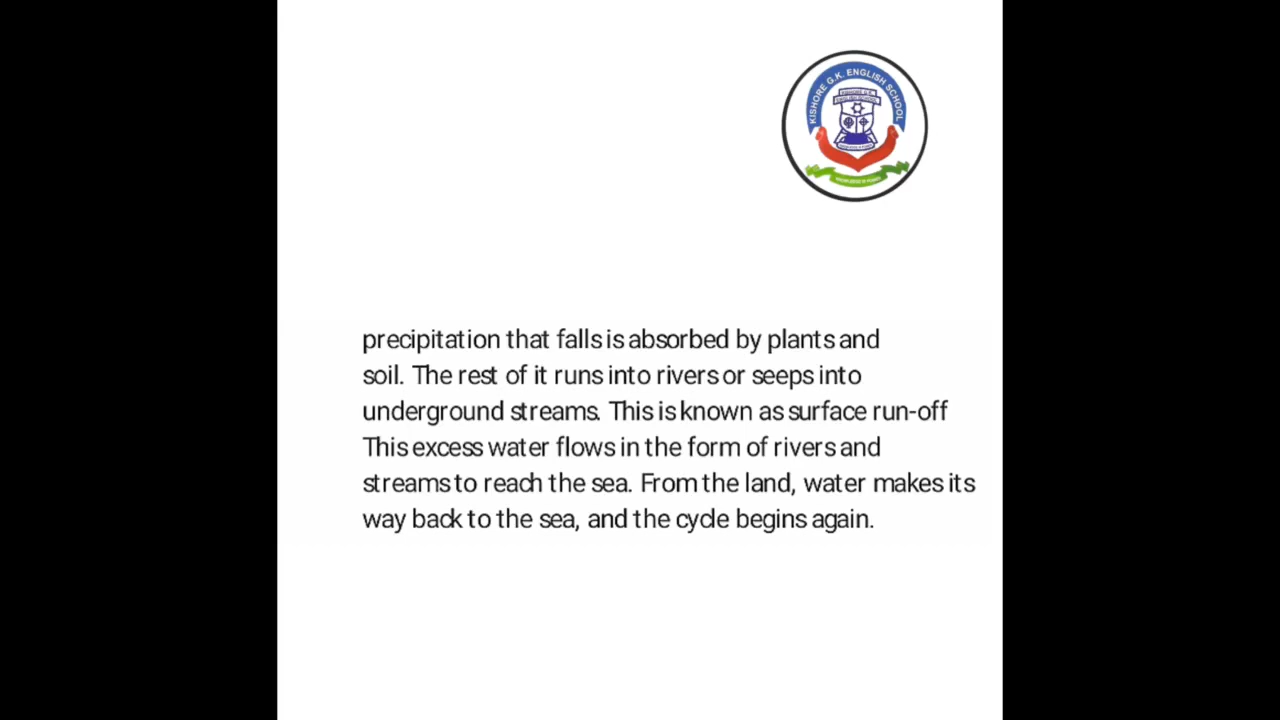 KISHORE G.K. ENGLISH SCHOOL
precipitation that falls is absorbed by plants and
soil. The rest of it runs into rivers or seeps into
underground streams. This is known as surface run-off
This excess water flows in the form of rivers and
streams to reach the sea. From the land, water makes its
way back to the sea, and the cycle begins again.